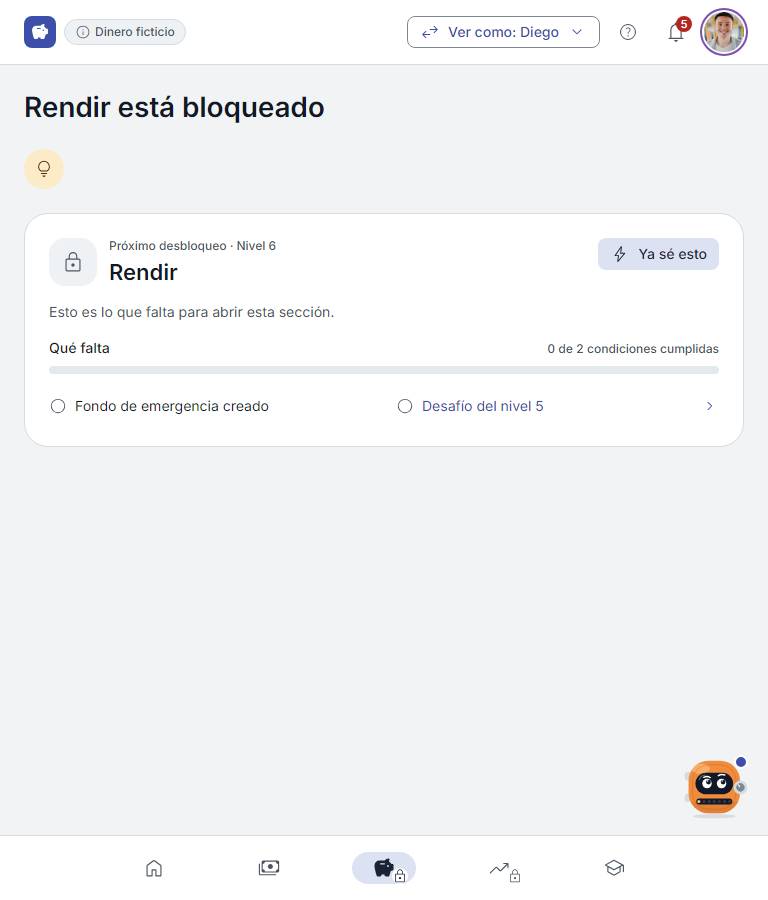 Dinero ficticio
Ver como: Diego
5
Rendir está bloqueado
Próximo desbloqueo · Nivel 6
Rendir
Ya sé esto
Esto es lo que falta para abrir esta sección.
Qué falta
0 de 2 condiciones cumplidas
Fondo de emergencia creado
Desafío del nivel 5